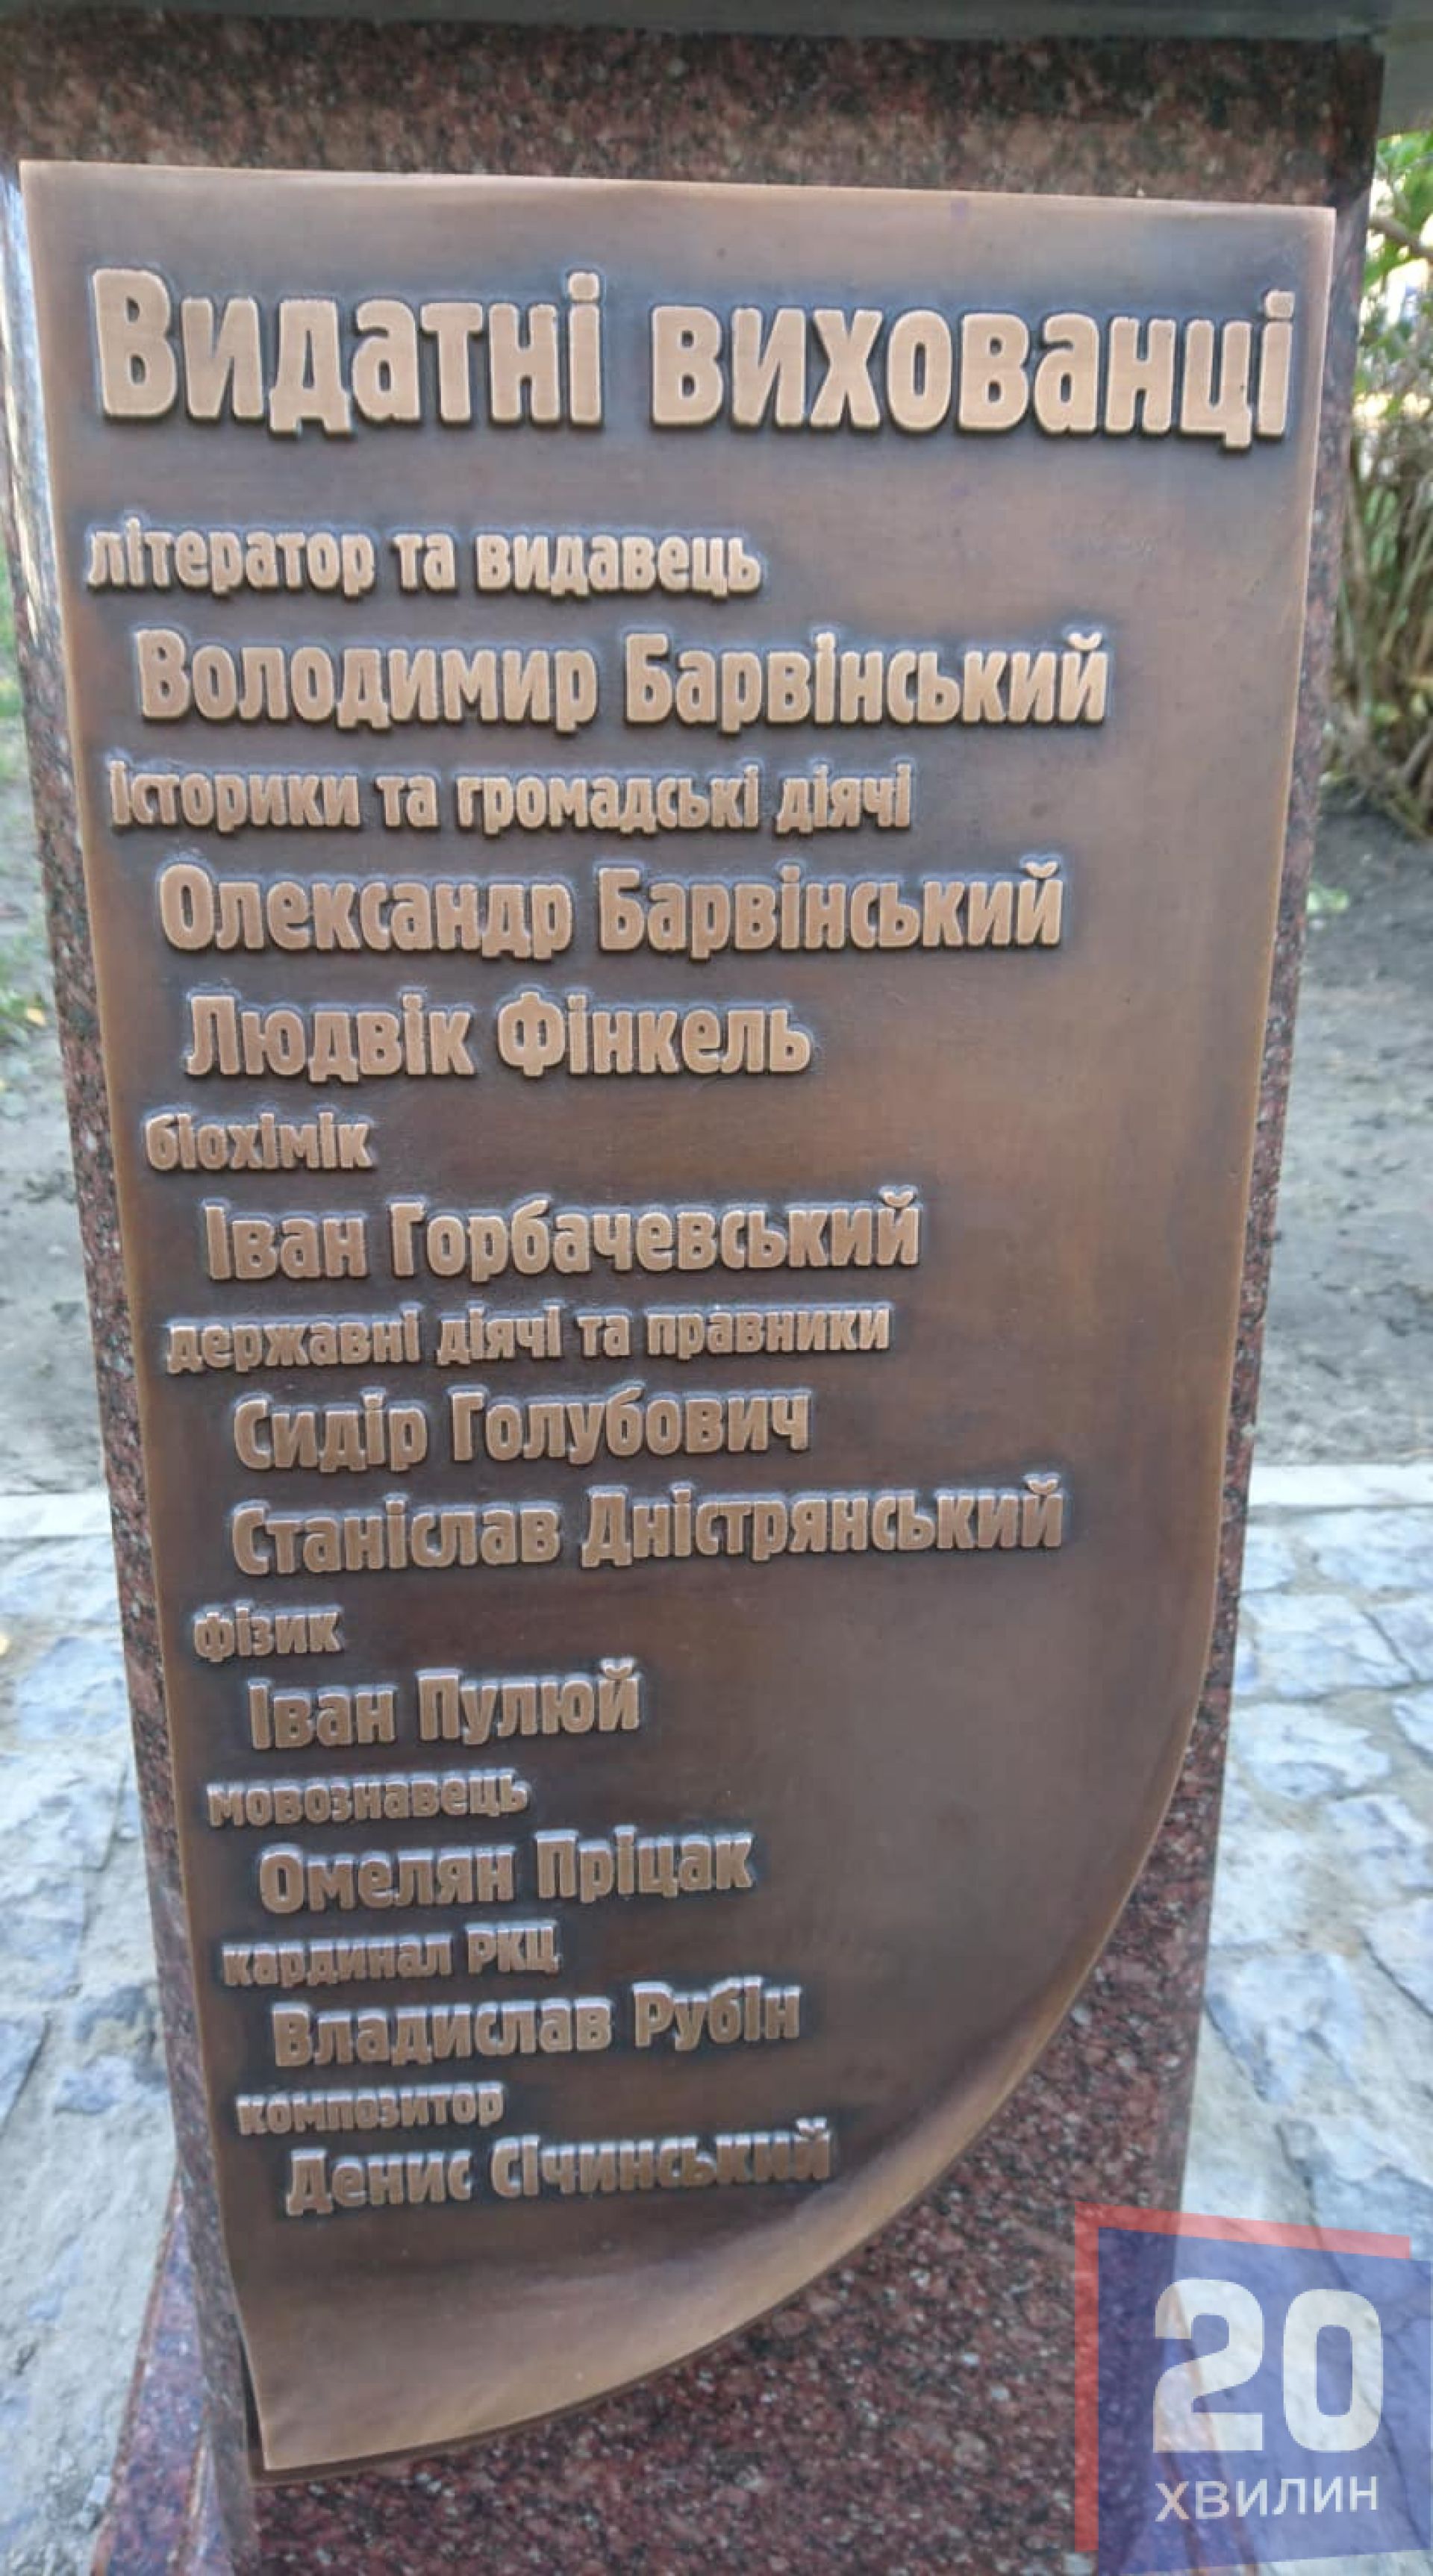 Видатні вихованці
літератор та видавець
Володимир Барвінський
історики та громадські діячі
Олександр Барвінський
Людвік Фінкель
біохімік
Іван Горбачевський
державні діячі та правники
Сидір Голубович
Станіслав Дністрянський
фізик
Іван Пулюй
мовознавець
Омелян Пріцак
кардинал РКЦ
Владислав Рубін
композитор
Денис Січинський
20
ХВИЛИН